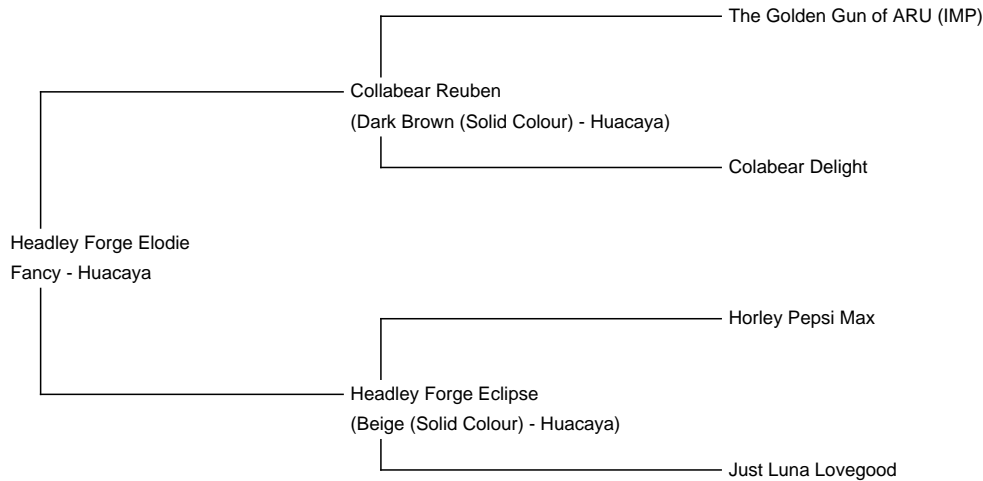 The Golden Gun of ARU (IMP)
Collabear Reuben
(Dark Brown (Solid Colour) - Huacaya)
Colabear Delight
Headley Forge Elodie
Fancy - Huacaya
Horley Pepsi Max
Headley Forge Eclipse
(Beige (Solid Colour) - Huacaya)
Just Luna Lovegood